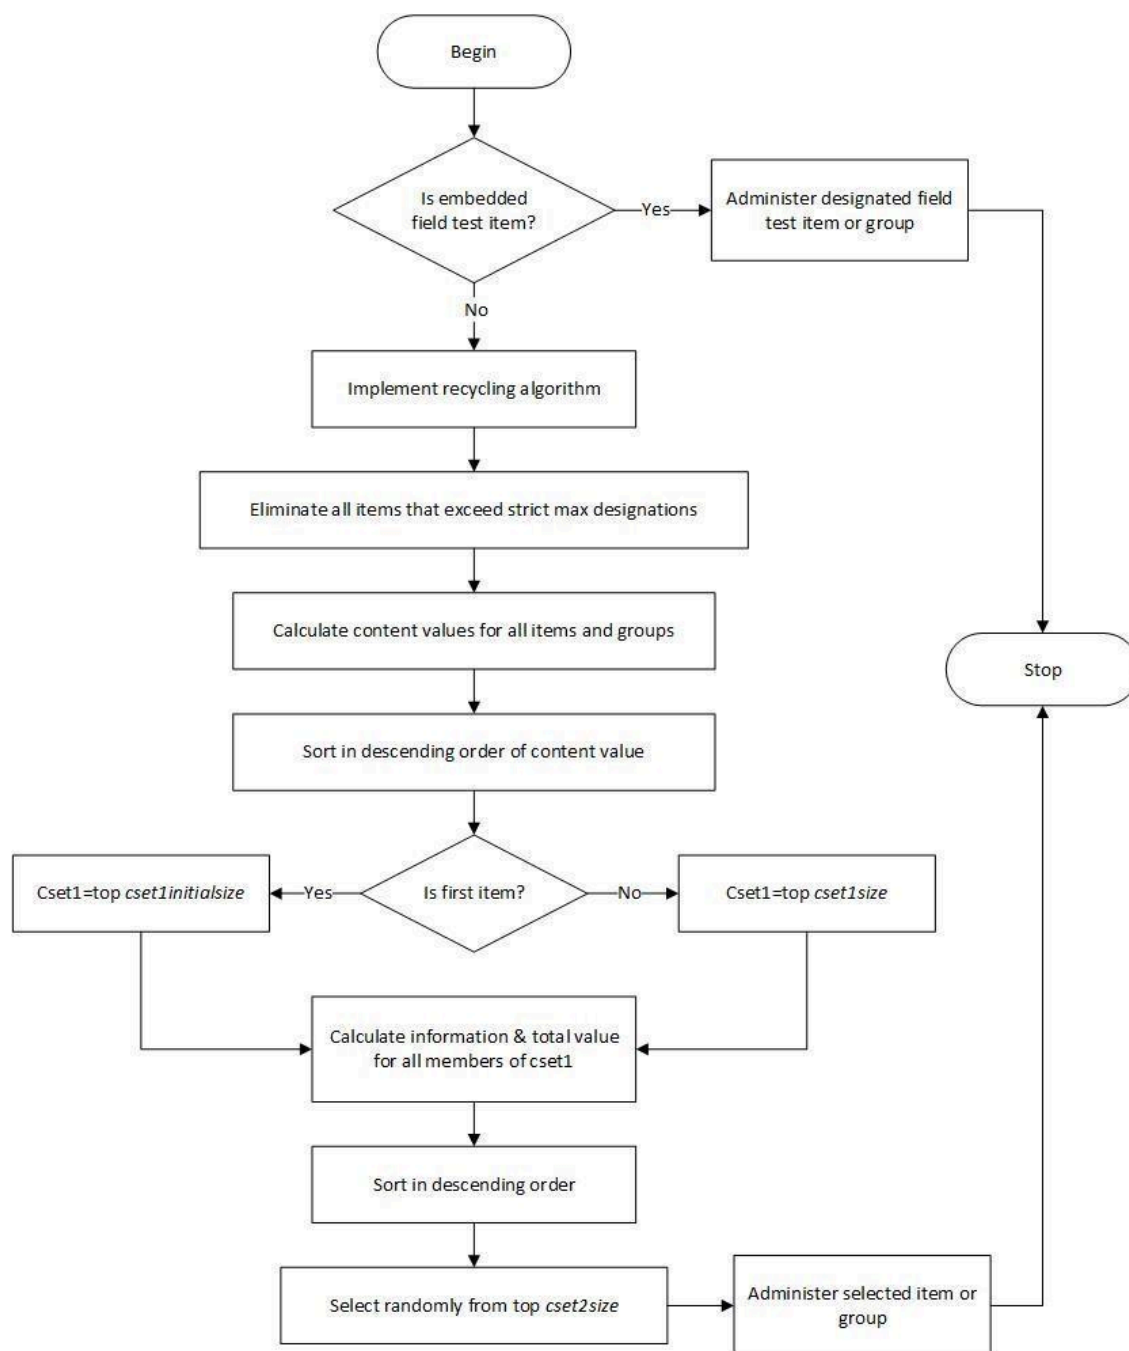 Begin
Is embedded
field test item?
Yes
Administer designated field
test item or group
No
Implement recycling algorithm
Eliminate all items that exceed strict max designations
Calculate content values for all items and groups
Stop
Sort in descending order of content value
Cset1=top cset1initialsize
Yes
Is first item?
No
Cset1=top cset1size
Calculate information & total value
for all members of cset1
Sort in descending order
Select randomly from top cset2size
Administer selected item or
group